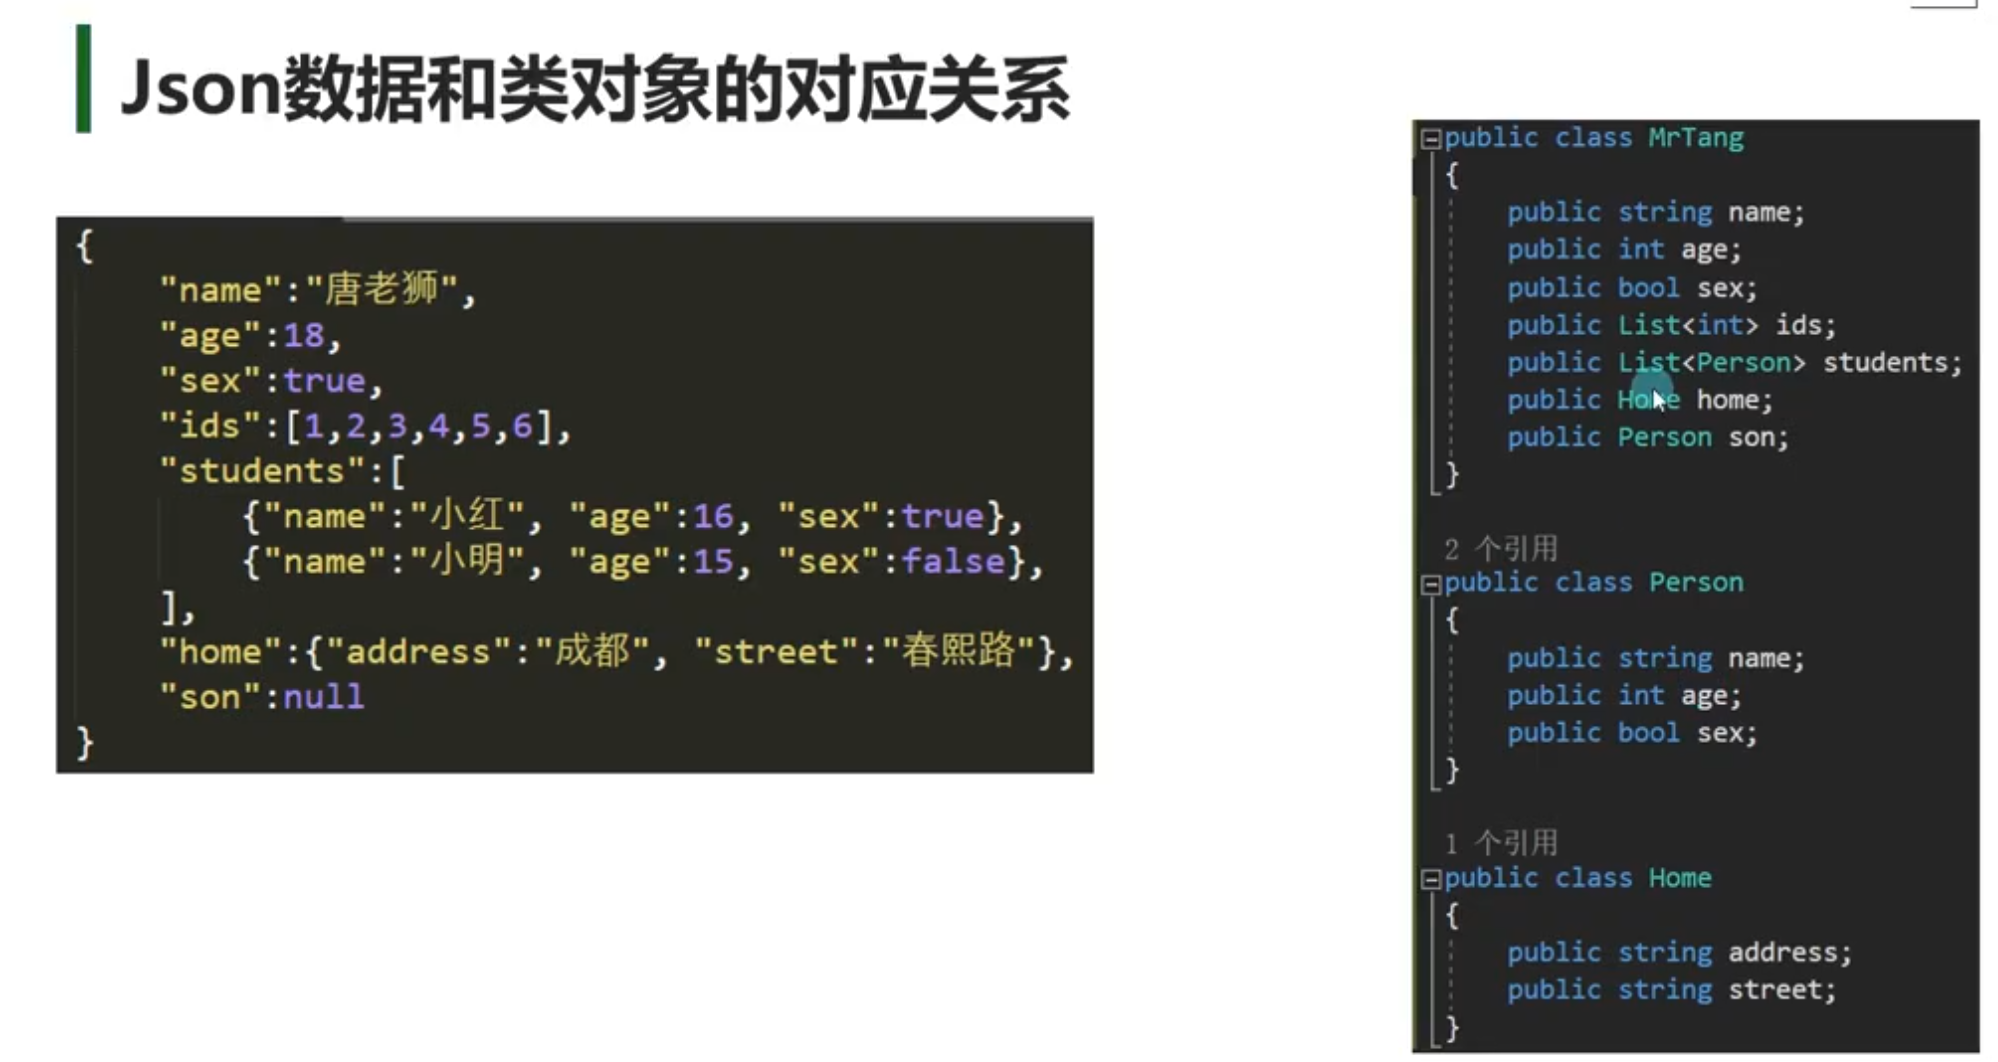 Json数据和类对象的对应关系
{
"name":"唐老狮",
"age":18,
"sex":true,
"ids":[1,2,3,4,5,6],
"students":[
{"name":"小红", "age":16, "sex":true},
{"name":"小明", "age":15, "sex":false},
],
"home":{"address":"成都", "street":"春熙路"},
"son":null
}
public class MrTang
{
public string name;
public int age;
public bool sex;
public List<int> ids;
public List<Person> students;
public Home home;
public Person son;
}
2 个引用
public class Person
{
public string name;
public int age;
public bool sex;
}
1 个引用
public class Home
{
public string address;
public string street;
}